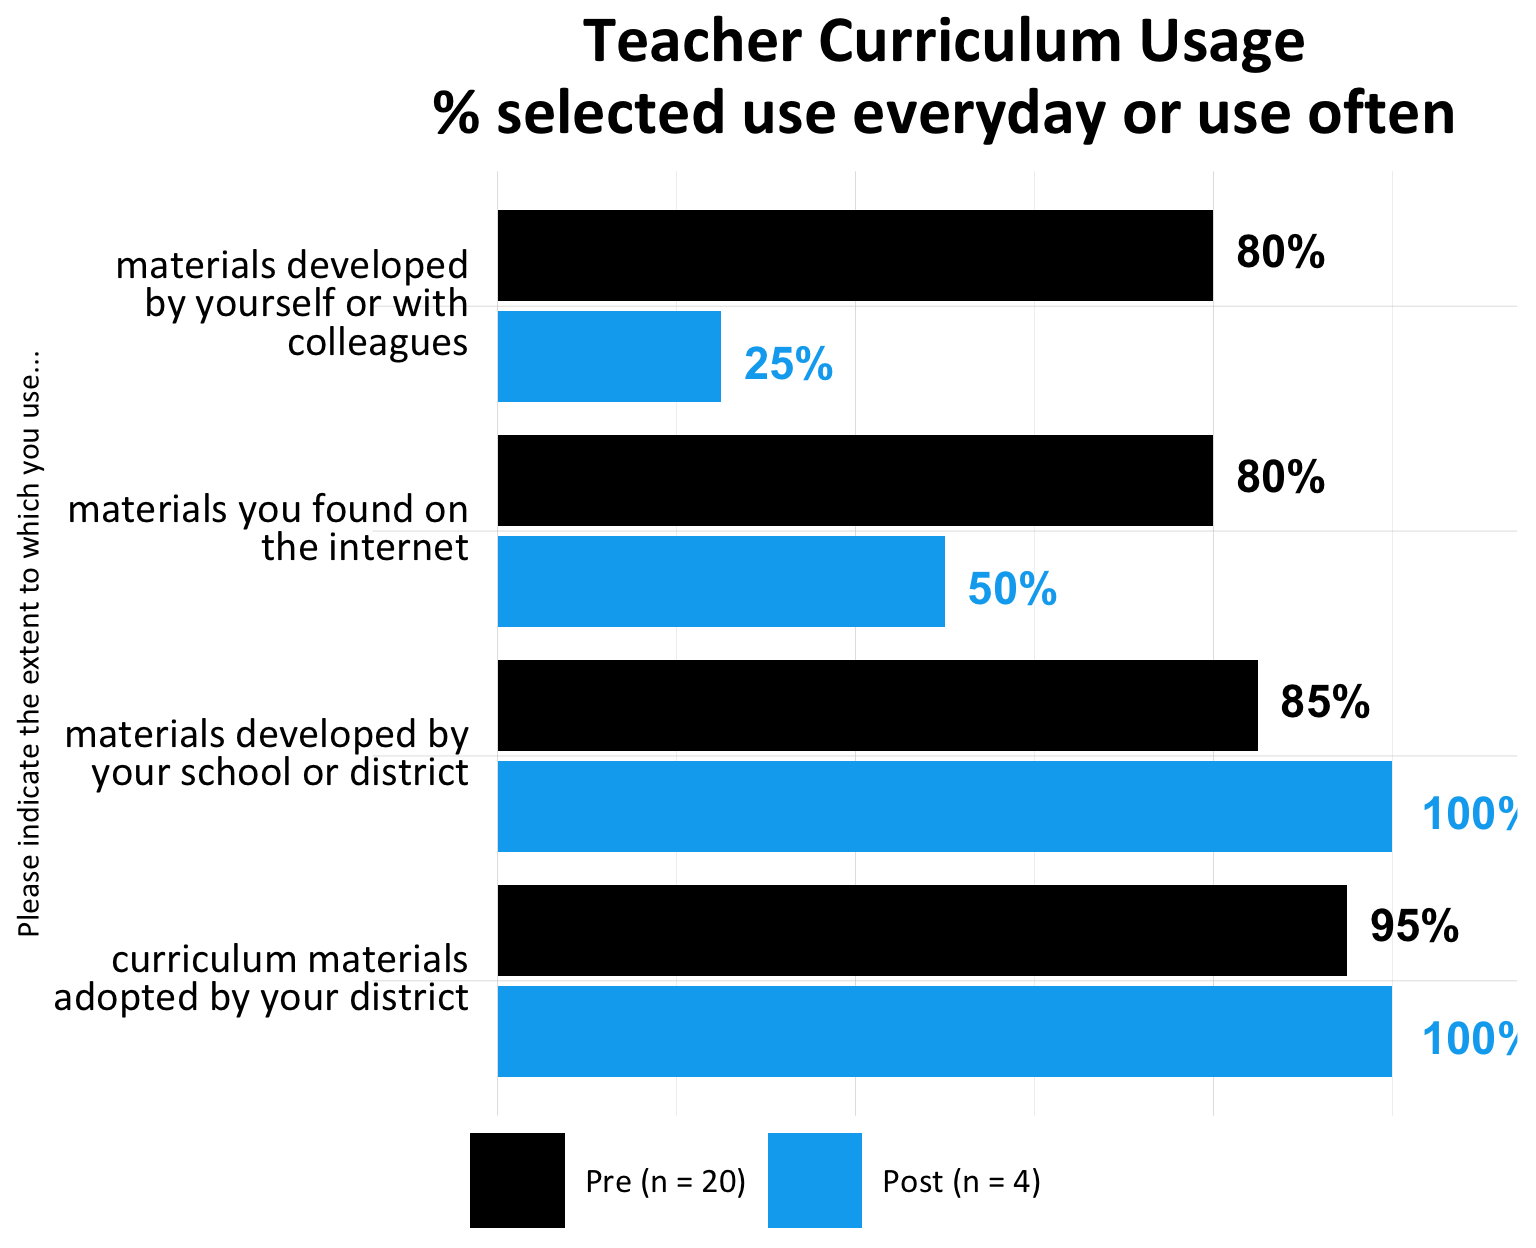 Teacher Curriculum Usage
% selected use everyday or use often
Please indicate the extent to which you use...
materials developed
by yourself or with
colleagues
80%
25%
materials you found on
the internet
80%
50%
materials developed by
your school or district
85%
100%
curriculum materials
adopted by your district
95%
100%
Pre (n = 20)
Post (n = 4)